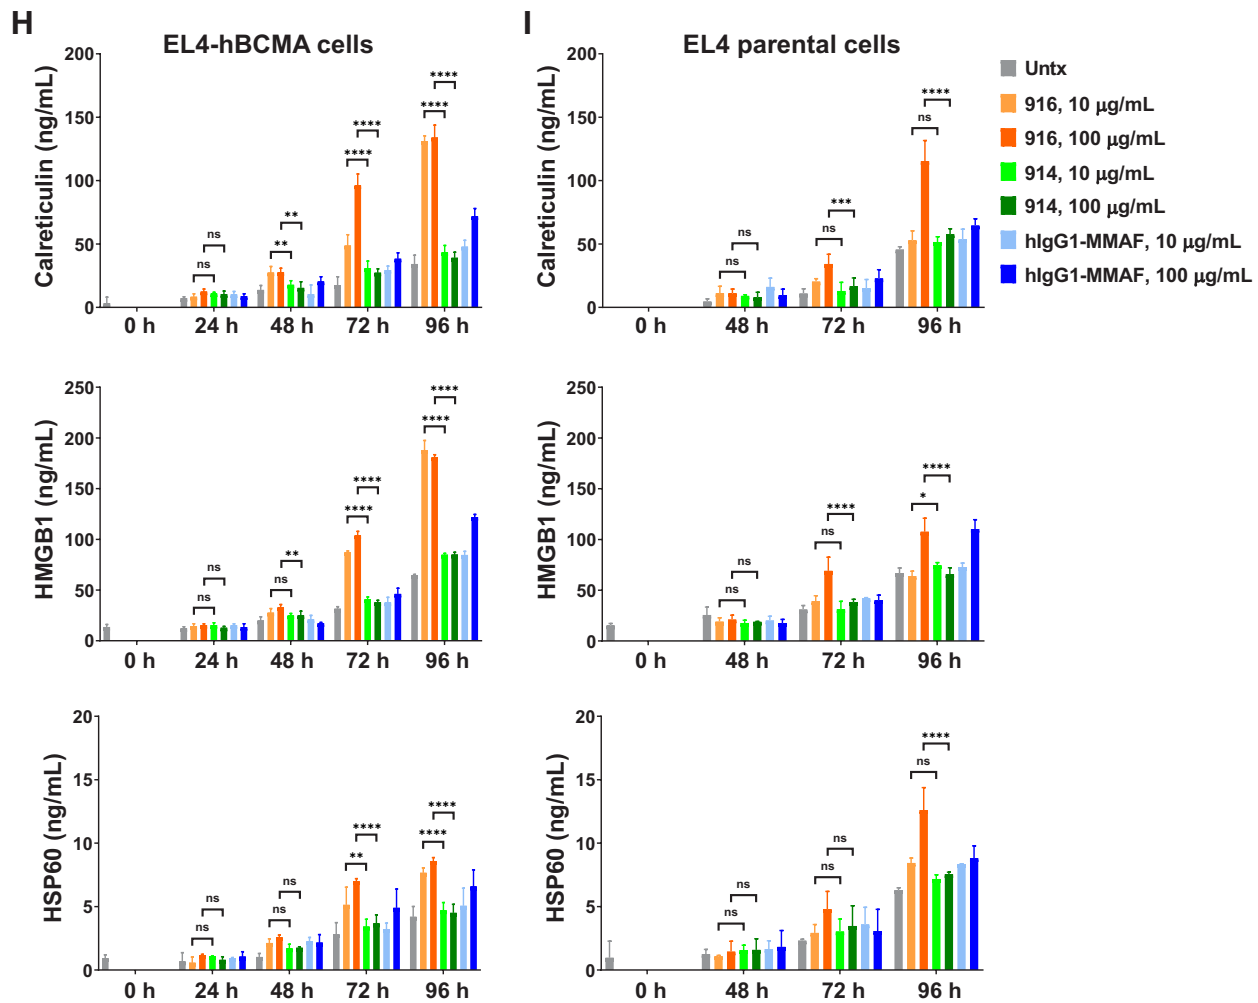 H
EL4-hBCMA cells
Calreticulin (ng/mL)
200
150
100
50
0
ns
ns
**
**
****
****
****
****
0 h 24 h 48 h 72 h 96 h
HMGB1 (ng/mL)
250
200
150
100
50
0
ns
ns
ns
**
****
****
****
****
0 h 24 h 48 h 72 h 96 h
HSP60 (ng/mL)
20
15
10
5
0
ns
ns
ns
ns
**
****
****
****
0 h 24 h 48 h 72 h 96 h
I
EL4 parental cells
Calreticulin (ng/mL)
200
150
100
50
0
ns
ns
ns
***
ns
****
0 h 48 h 72 h 96 h
HMGB1 (ng/mL)
250
200
150
100
50
0
ns
ns
ns
****
*
****
0 h 48 h 72 h 96 h
HSP60 (ng/mL)
20
15
10
5
0
ns
ns
ns
ns
ns
****
0 h 48 h 72 h 96 h
Untx
916, 10 μg/mL
916, 100 μg/mL
914, 10 μg/mL
914, 100 μg/mL
hIgG1-MMAF, 10 μg/mL
hIgG1-MMAF, 100 μg/mL